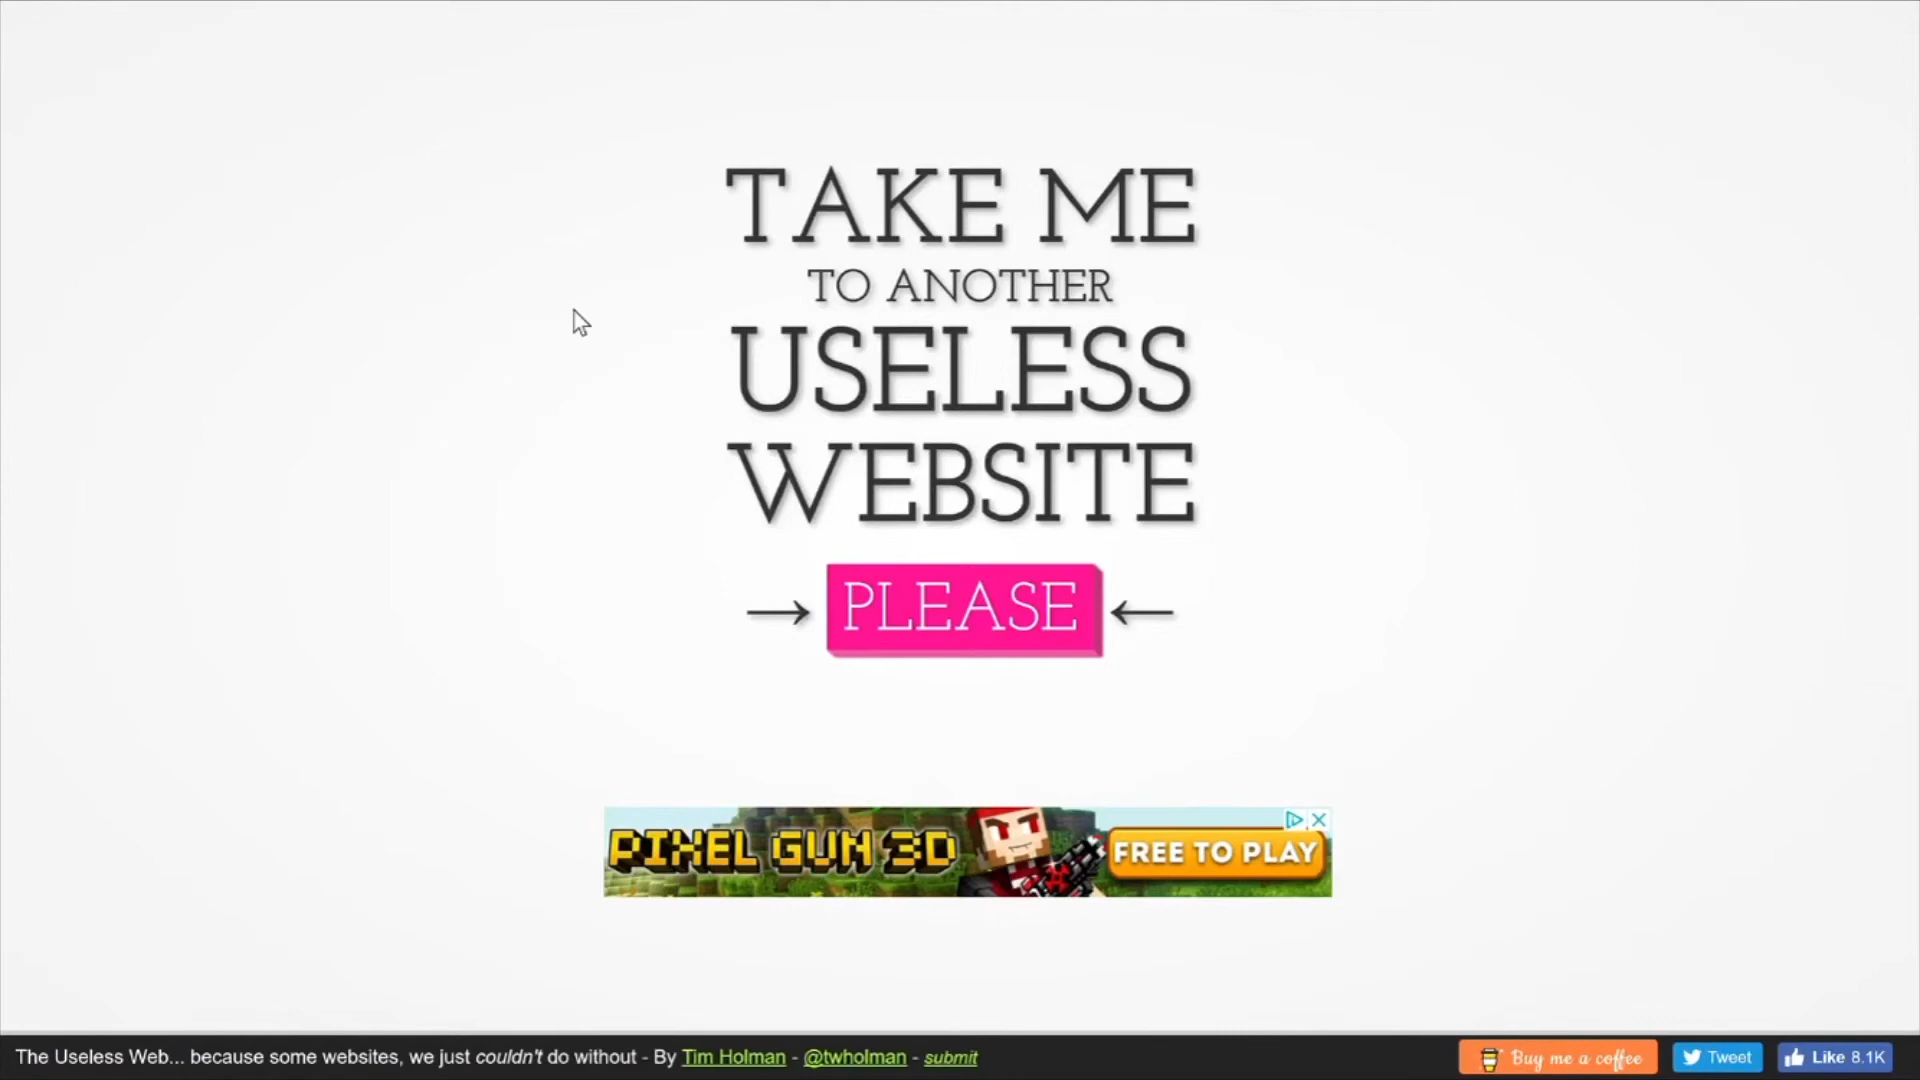 TAKE ME
TO ANOTHER
USELESS
WEBSITE
→ PLEASE ←
PIXEL GUN 3D
FREE TO PLAY
The Useless Web... because some websites, we just couldn't do without - By Tim Holman - @twholman - submit
Buy me a coffee
Tweet
Like 8.1K